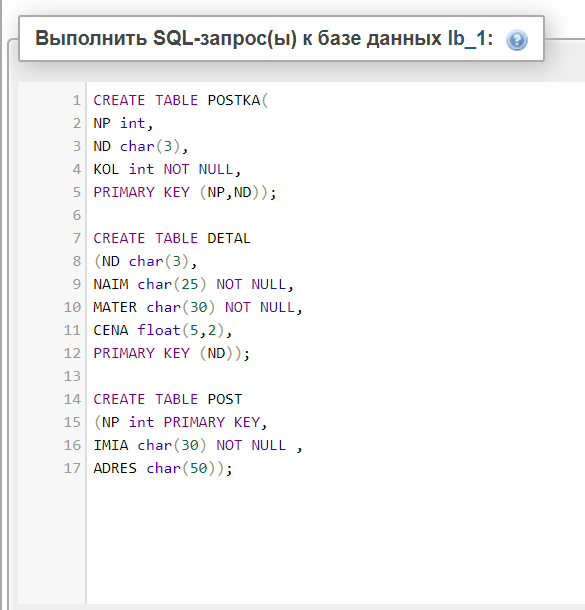 Выполнить SQL-запрос(ы) к базе данных lb_1:
1 CREATE TABLE POSTKA(
2 NP int,
3 ND char(3),
4 KOL int NOT NULL,
5 PRIMARY KEY (NP,ND));
6
7 CREATE TABLE DETAL
8 (ND char(3),
9 NAIM char(25) NOT NULL,
10 MATER char(30) NOT NULL,
11 CENA float(5,2),
12 PRIMARY KEY (ND));
13
14 CREATE TABLE POST
15 (NP int PRIMARY KEY,
16 IMIA char(30) NOT NULL ,
17 ADRES char(50));